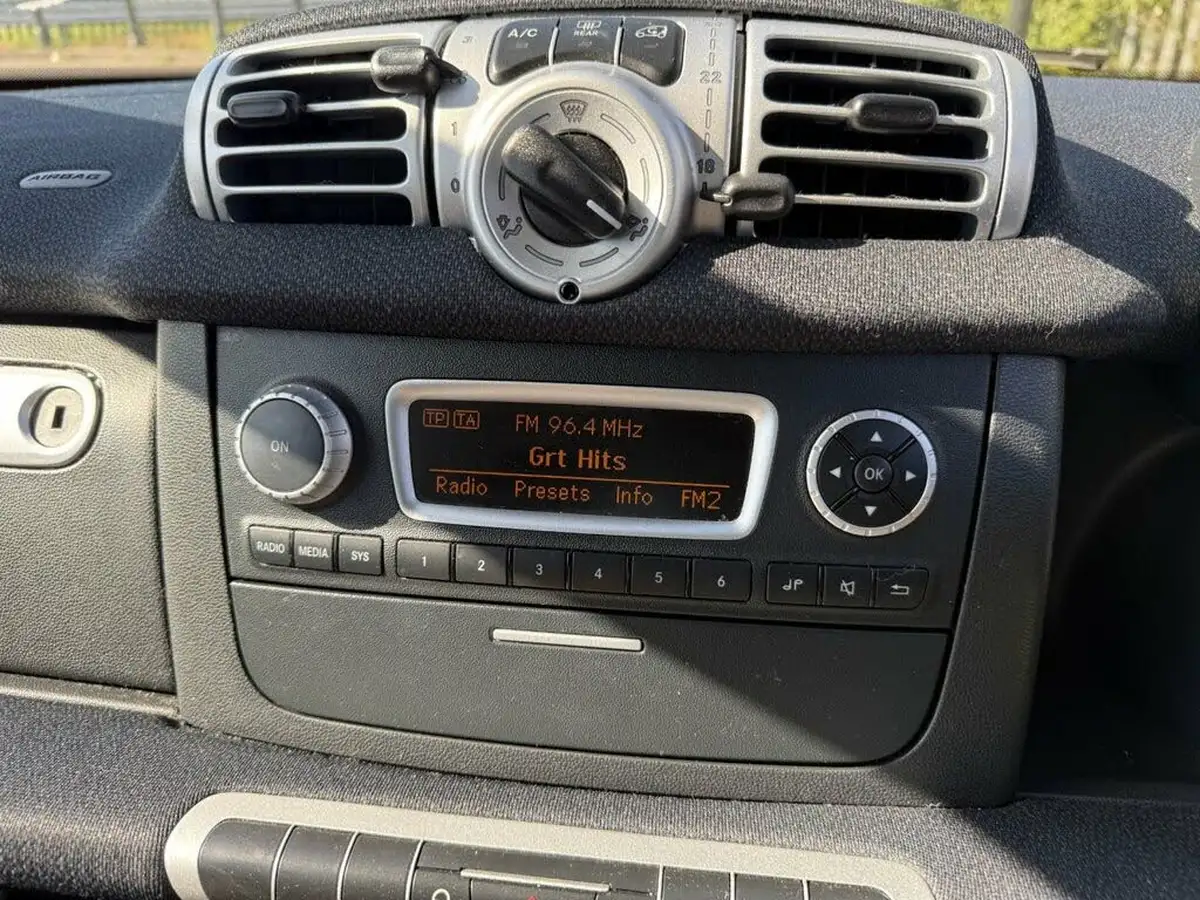 A/C
REAR
22
18
1
0
AIRBAG
ON
TP TA FM 96.4 MHz
Grt Hits
Radio Presets Info FM2
OK
RADIO MEDIA SYS 1 2 3 4 5 6